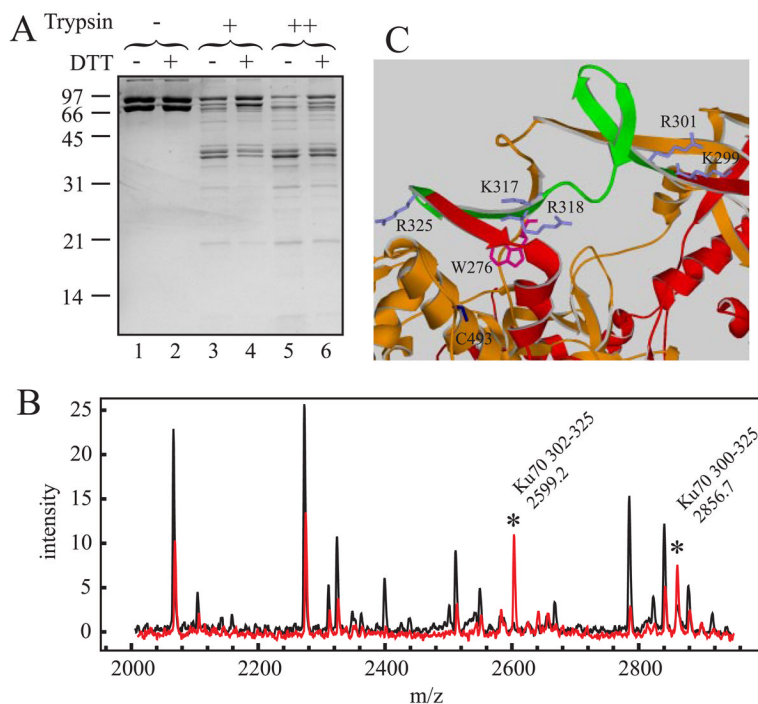 A
Trypsin - + ++
DTT - + - + - +
97
66
45
31
21
14
1 2 3 4 5 6
C
R301
K299
K317
R318
R325
W276
C493
B
25
20
15
10
5
0
intensity
* Ku70 302-325
2599.2
* Ku70 300-325
2856.7
2000 2200 2400 2600 2800
m/z